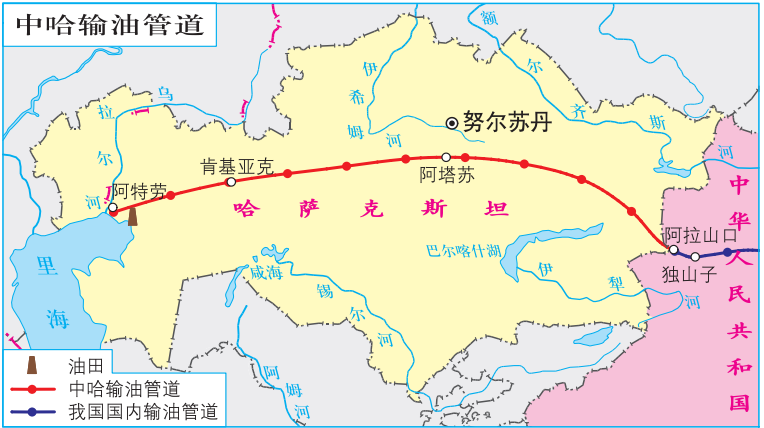 中哈输油管道
额尔齐斯河
伊希姆河
乌拉尔河
努尔苏丹
肯基亚克
阿塔苏
阿特劳
哈萨克斯坦
中华人民共和国
阿拉山口
独山子
巴尔喀什湖
伊犁河
咸海
锡尔河
里海
阿姆河
油田
中哈输油管道
我国国内输油管道